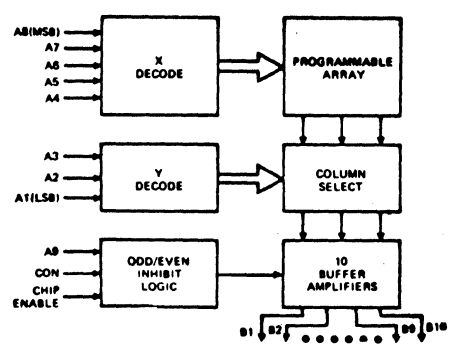 A8(MSB)
A7
A6
A5
A4
X
DECODE
PROGRAMMABLE
ARRAY
A3
A2
A1(LSB)
Y
DECODE
COLUMN
SELECT
A9
CON
CHIP
ENABLE
ODD/EVEN
INHIBIT
LOGIC
10
BUFFER
AMPLIFIERS
B1 B2 B9 B10